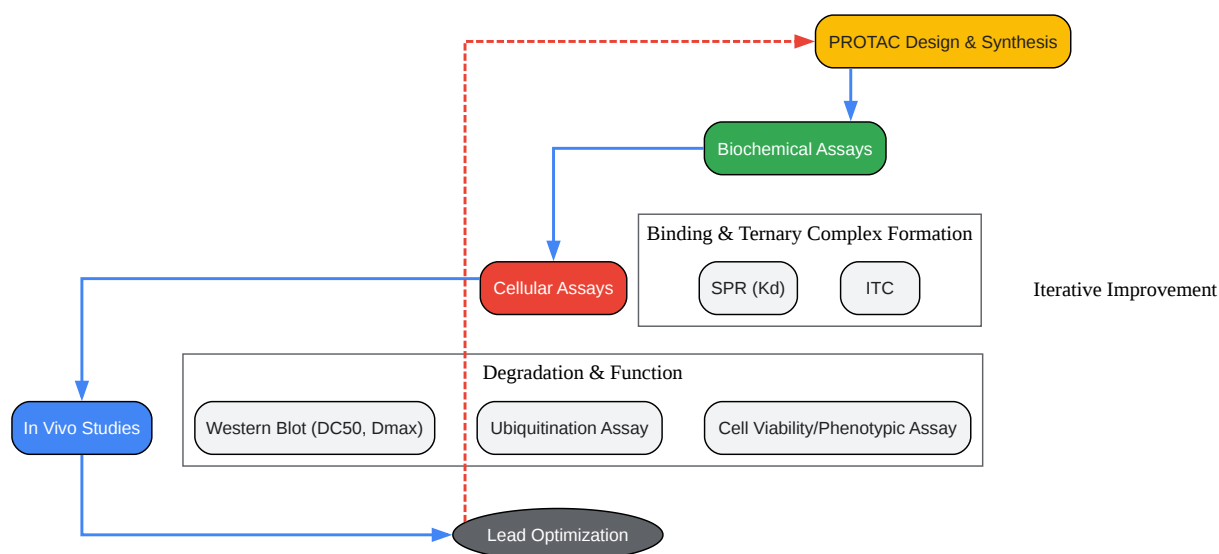 PROTAC Design & Synthesis
Biochemical Assays
Binding & Ternary Complex Formation
Cellular Assays
SPR (Kd)
ITC
Iterative Improvement
Degradation & Function
In Vivo Studies
Western Blot (DC50, Dmax)
Ubiquitination Assay
Cell Viability/Phenotypic Assay
Lead Optimization